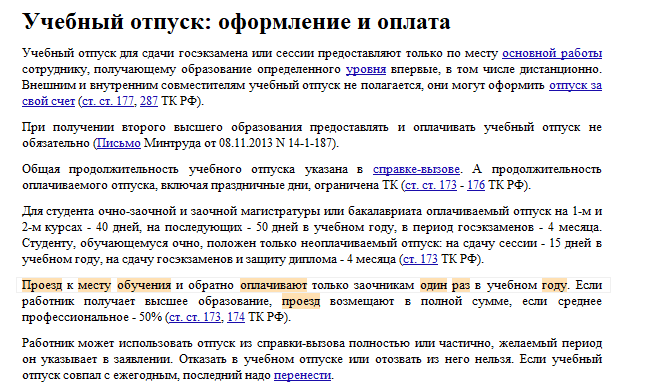 Учебный отпуск: оформление и оплата
Учебный отпуск для сдачи госэкзамена или сессии предоставляют только по месту основной работы
сотруднику, получающему образование определенного уровня впервые, в том числе дистанционно.
Внешним и внутренним совместителям учебный отпуск не полагается, они могут оформить отпуск за
свой счет (ст. ст. 177, 287 ТК РФ).
При получении второго высшего образования предоставлять и оплачивать учебный отпуск не
обязательно (Письмо Минтруда от 08.11.2013 N 14-1-187).
Общая продолжительность учебного отпуска указана в справке-вызове. А продолжительность
оплачиваемого отпуска, включая праздничные дни, ограничена ТК (ст. ст. 173 - 176 ТК РФ).
Для студента очно-заочной и заочной магистратуры или бакалавриата оплачиваемый отпуск на 1-м и
2-м курсах - 40 дней, на последующих - 50 дней в учебном году, в период госэкзаменов - 4 месяца.
Студенту, обучающемуся очно, положен только неоплачиваемый отпуск: на сдачу сессии - 15 дней в
учебном году, на сдачу госэкзаменов и защиту диплома - 4 месяца (ст. 173 ТК РФ).
Проезд к месту обучения и обратно оплачивают только заочникам один раз в учебном году. Если
работник получает высшее образование, проезд возмещают в полной сумме, если среднее
профессиональное - 50% (ст. ст. 173, 174 ТК РФ).
Работник может использовать отпуск из справки-вызова полностью или частично, желаемый период
он указывает в заявлении. Отказать в учебном отпуске или отозвать из него нельзя. Если учебный
отпуск совпал с ежегодным, последний надо перенести.